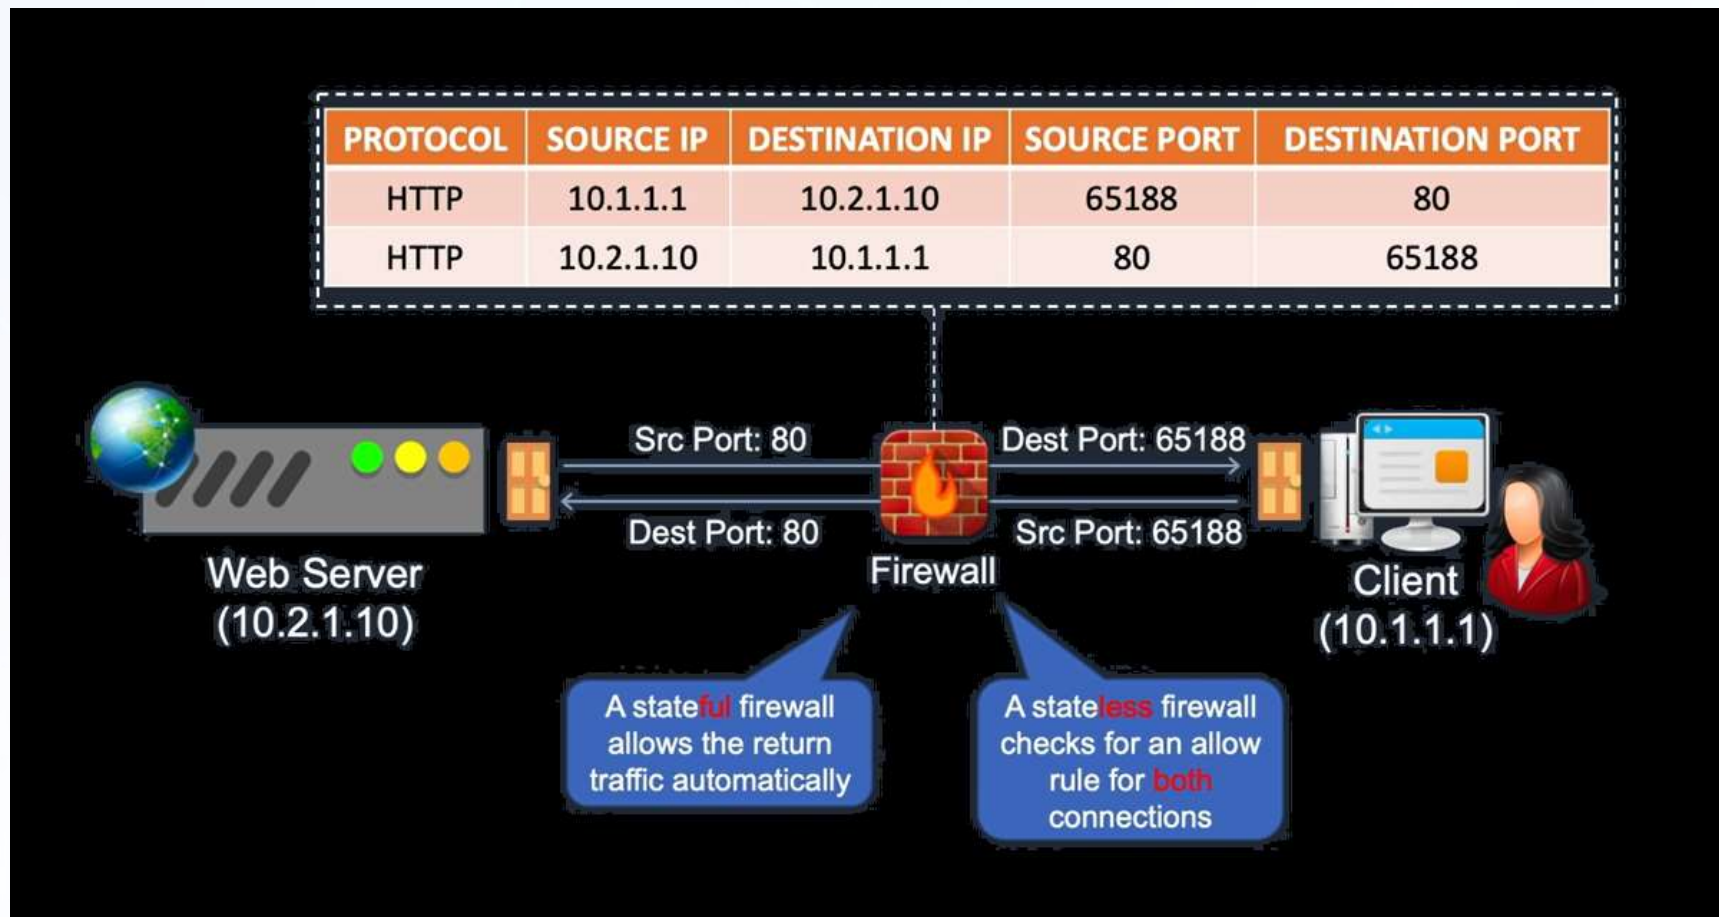 PROTOCOL SOURCE IP DESTINATION IP SOURCE PORT DESTINATION PORT
HTTP 10.1.1.1 10.2.1.10 65188 80
HTTP 10.2.1.10 10.1.1.1 80 65188
Src Port: 80
Dest Port: 65188
Dest Port: 80
Src Port: 65188
Web Server
(10.2.1.10)
Firewall
Client
(10.1.1.1)
A stateful firewall
allows the return
traffic automatically
A stateless firewall
checks for an allow
rule for both
connections